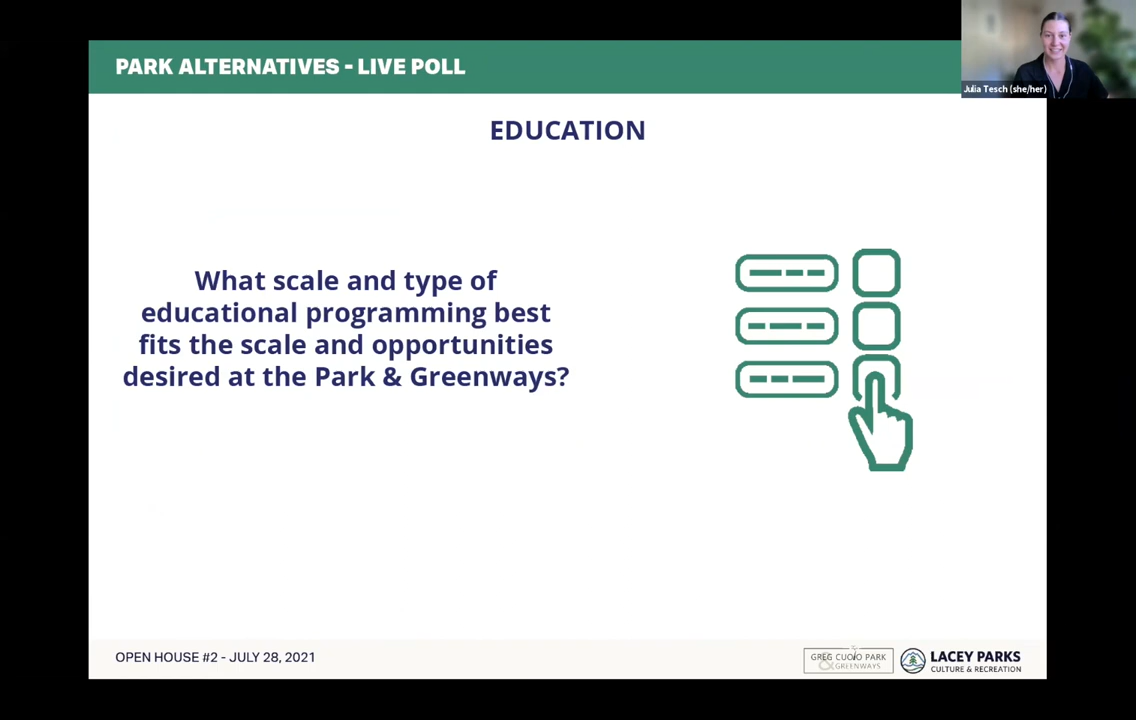 PARK ALTERNATIVES - LIVE POLL
Julia Tesch (she/her)
EDUCATION
What scale and type of
educational programming best
fits the scale and opportunities
desired at the Park & Greenways?
OPEN HOUSE #2 - JULY 28, 2021
GREG CUOIO PARK
& GREENWAYS
LACEY PARKS
CULTURE & RECREATION